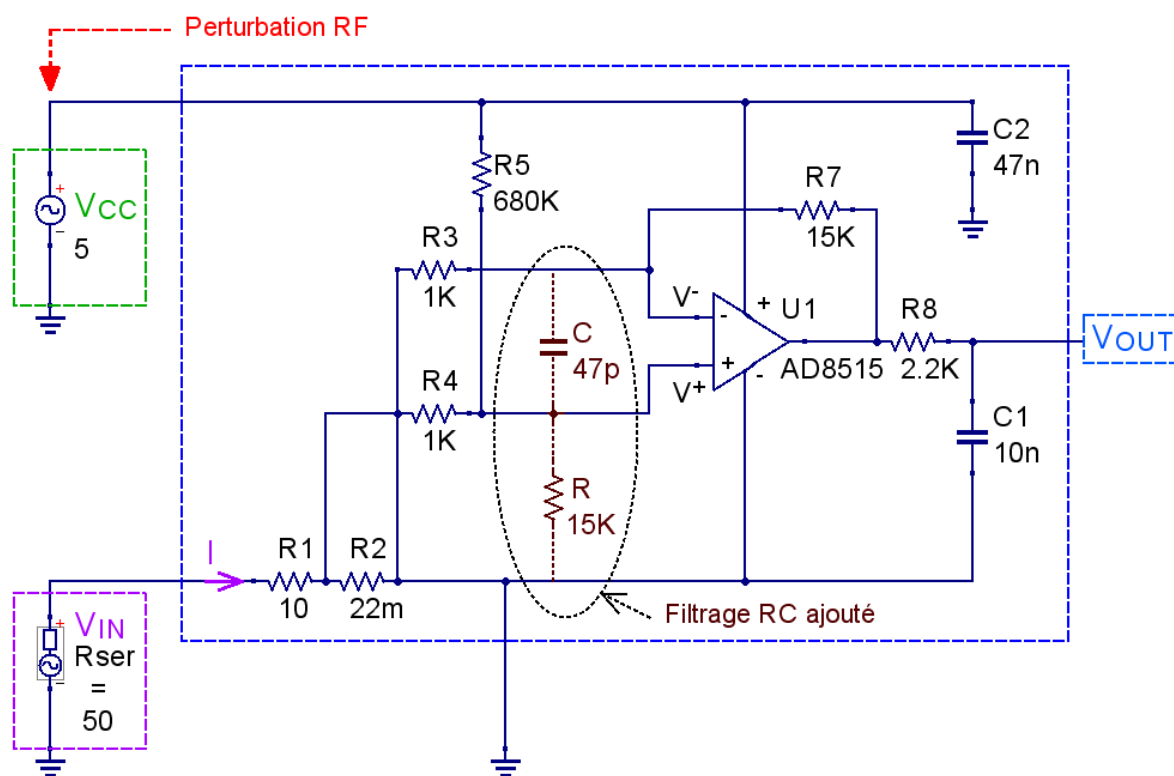 Perturbation RF
C2
47n
R5
680K
R7
15K
+
VCC
-
5
R3
1K
V-
-
+
U1
R8
VOUT
C
47p
+
V+
-
AD8515
2.2K
R4
1K
C1
10n
R
15K
I
R1
10
R2
22m
Filtrage RC ajouté
+
VIN
Rser
-
=
50